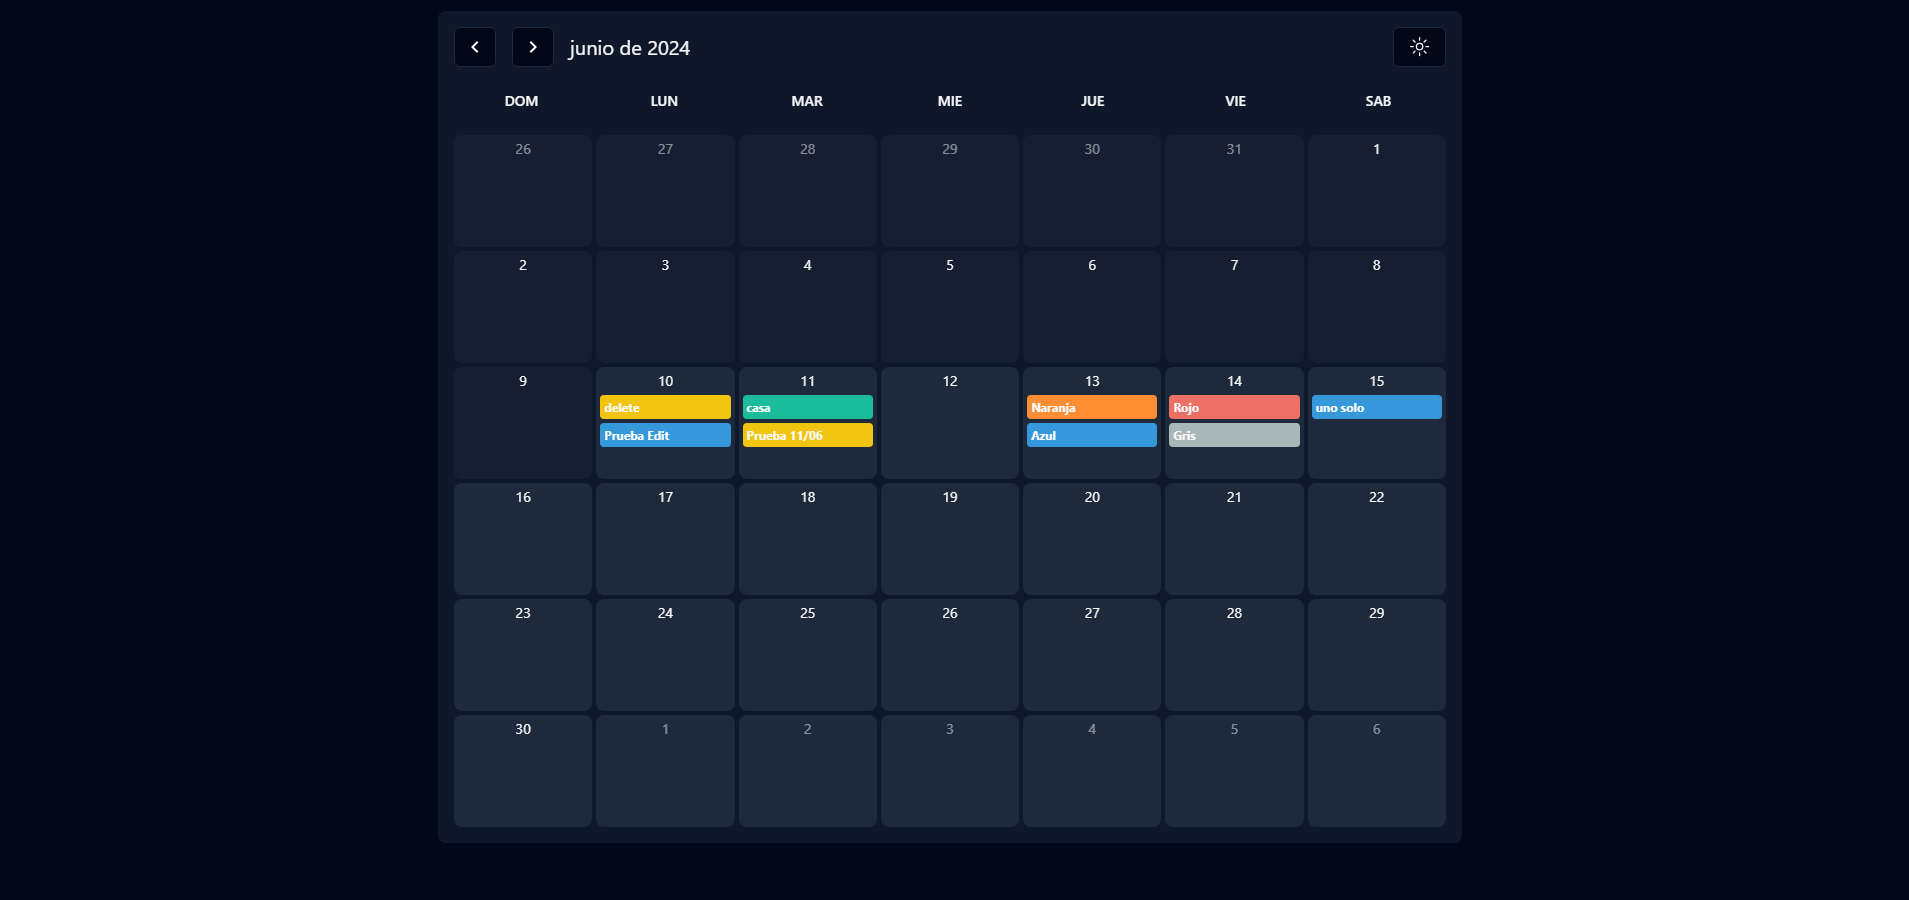 junio de 2024
DOM LUN MAR MIE JUE VIE SAB
26 27 28 29 30 31 1
2 3 4 5 6 7 8
9 10 11 12 13 14 15
delete casa Naranja Rojo uno solo
Prueba Edit Prueba 11/06 Azul Gris
16 17 18 19 20 21 22
23 24 25 26 27 28 29
30 1 2 3 4 5 6